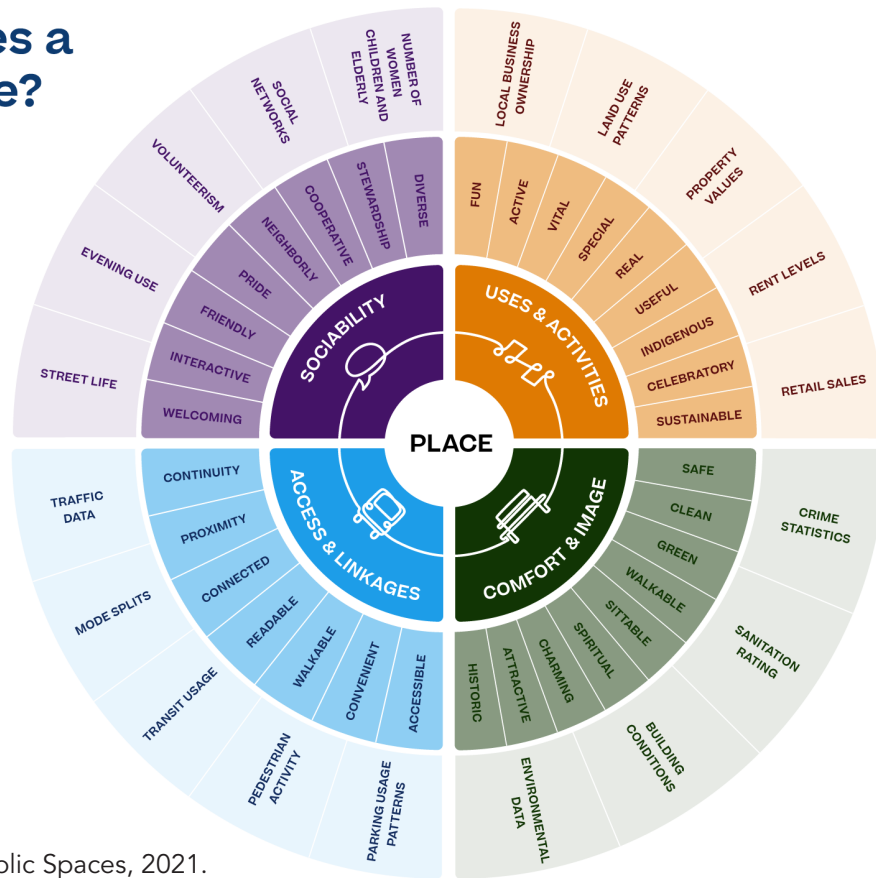 es a
e?
NUMBER OF
WOMEN
CHILDREN AND
ELDERLY
SOCIAL
NETWORKS
VOLUNTEERISM
EVENING USE
STREET LIFE
DIVERSE
STEWARDSHIP
COOPERATIVE
NEIGHBORLY
PRIDE
FRIENDLY
INTERACTIVE
WELCOMING
SOCIABILITY
LOCAL BUSINESS
OWNERSHIP
LAND USE
PATTERNS
PROPERTY
VALUES
RENT LEVELS
RETAIL SALES
FUN
ACTIVE
VITAL
SPECIAL
REAL
USEFUL
INDIGENOUS
CELEBRATORY
SUSTAINABLE
USES & ACTIVITIES
PLACE
ACCESS & LINKAGES
CONTINUITY
PROXIMITY
CONNECTED
READABLE
WALKABLE
CONVENIENT
ACCESSIBLE
TRAFFIC
DATA
MODE SPLITS
TRANSIT USAGE
PEDESTRIAN
ACTIVITY
PARKING USAGE
PATTERNS
COMFORT & IMAGE
SAFE
CLEAN
GREEN
WALKABLE
SITTABLE
SPIRITUAL
CHARMING
ATTRACTIVE
HISTORIC
CRIME
STATISTICS
SANITATION
RATING
BUILDING
CONDITIONS
ENVIRONMENTAL
DATA
olic Spaces, 2021.